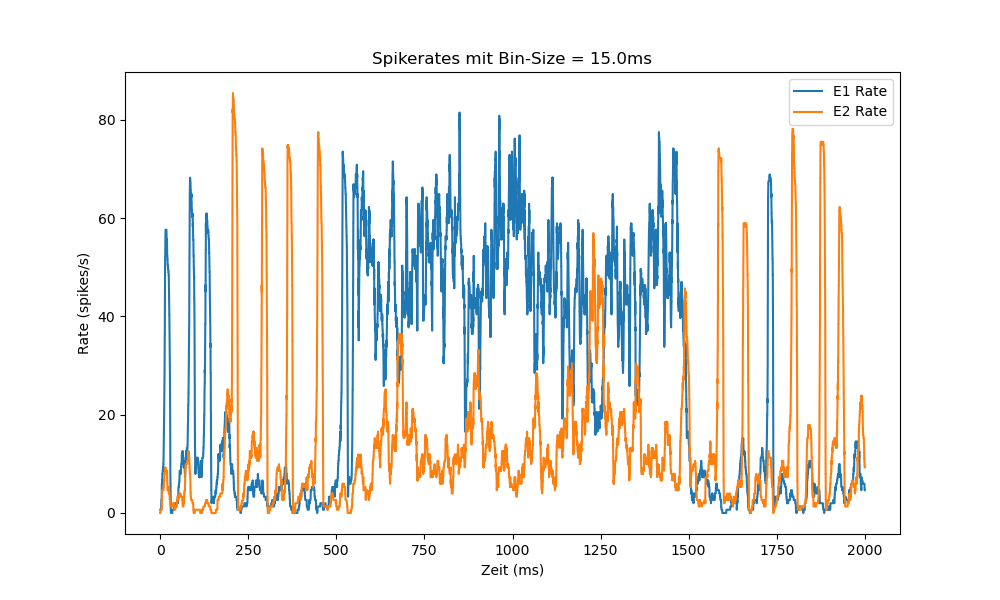 Spikerates mit Bin-Size = 15.0ms
E1 Rate
E2 Rate
80
60
40
20
0
Rate (spikes/s)
0 250 500 750 1000 1250 1500 1750 2000
Zeit (ms)